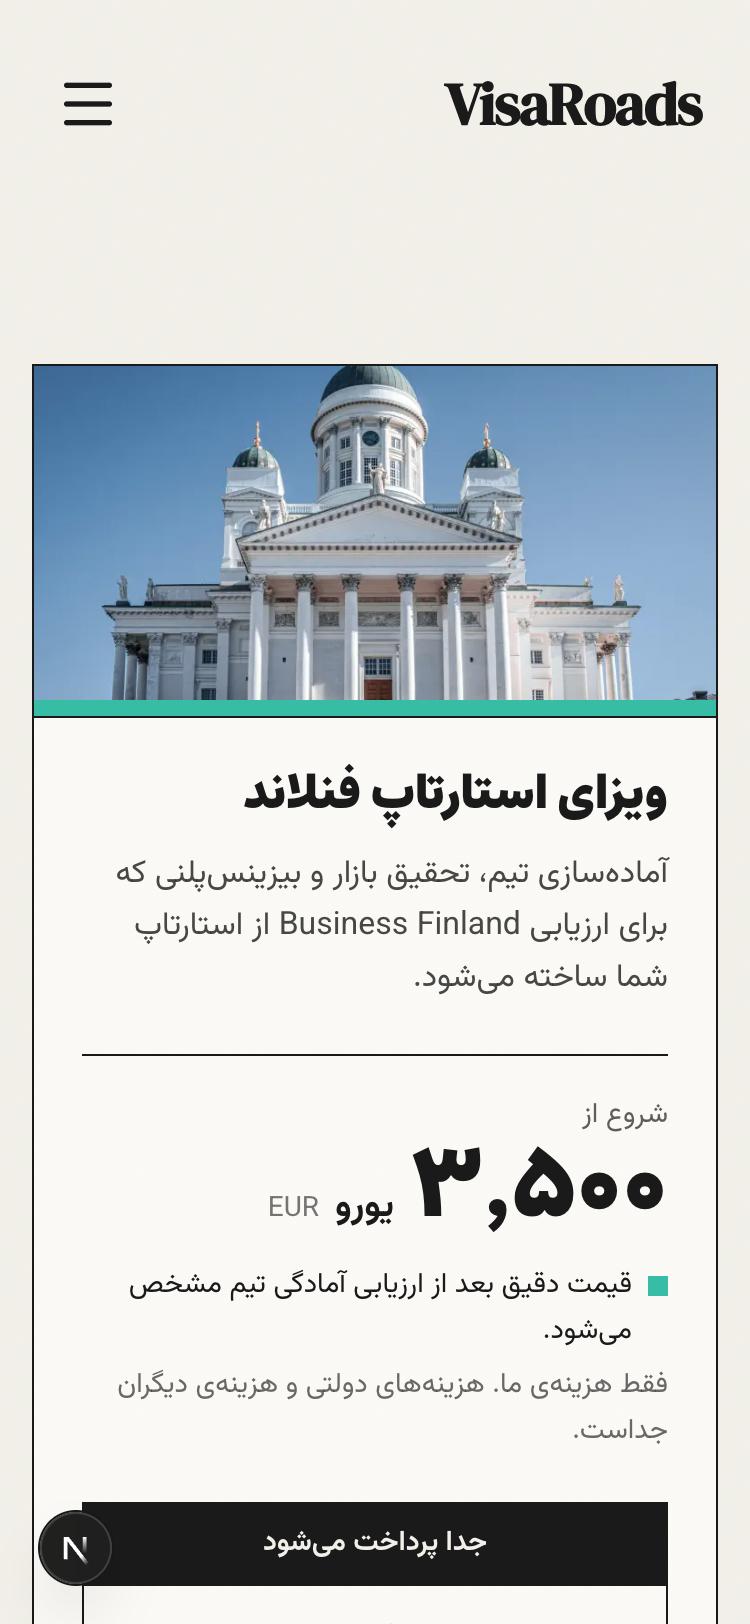 VisaRoads
ویزای استارتاپ فنلاند
آماده‌سازی تیم، تحقیق بازار و بیزینس‌پلنی که
برای ارزیابی Business Finland از استارتاپ
شما ساخته می‌شود.
شروع از
۳,۵۰۰ یورو EUR
قیمت دقیق بعد از ارزیابی آمادگی تیم مشخص
می‌شود.
فقط هزینه‌ی ما. هزینه‌های دولتی و هزینه‌ی دیگران
جداست.
جدا پرداخت می‌شود
N